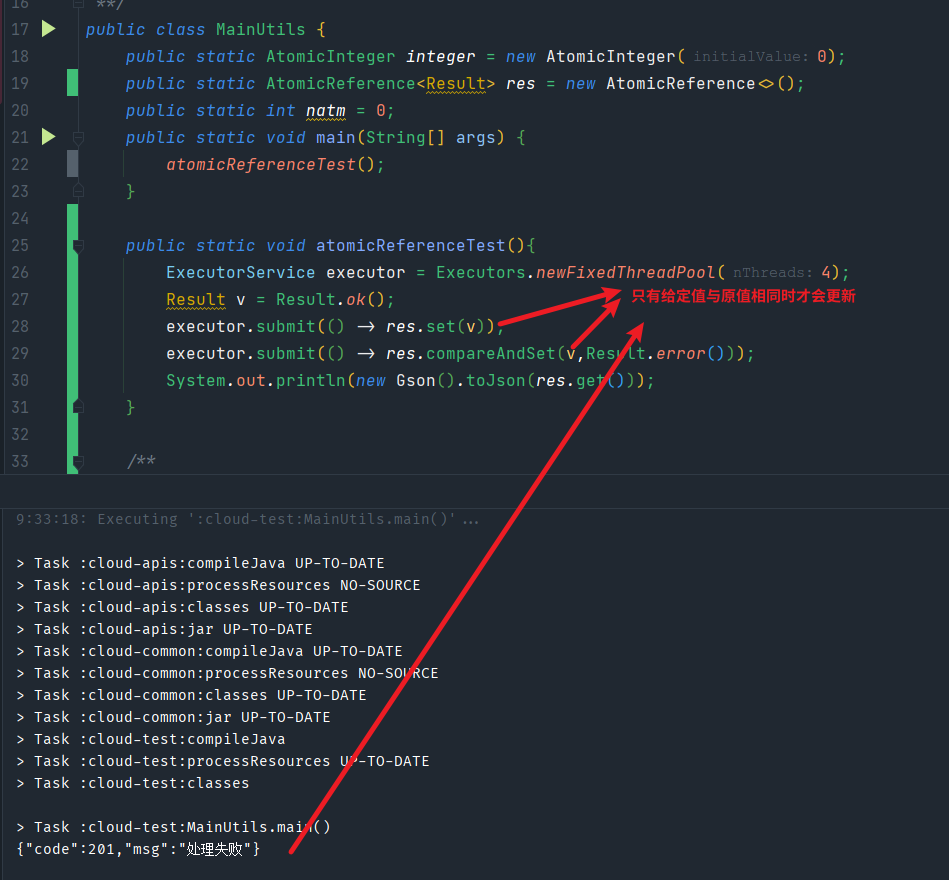 16 **/
17 public class MainUtils {
18 public static AtomicInteger integer = new AtomicInteger( initialValue: 0);
19 public static AtomicReference<Result> res = new AtomicReference<>();
20 public static int natm = 0;
21 public static void main(String[] args) {
22 atomicReferenceTest();
23 }
24
25 public static void atomicReferenceTest(){
26 ExecutorService executor = Executors.newFixedThreadPool( nThreads: 4);
27 Result v = Result.ok();
只有给定值与原值相同时才会更新
28 executor.submit(() -> res.set(v));
29 executor.submit(() -> res.compareAndSet(v,Result.error()));
30 System.out.println(new Gson().toJson(res.get()));
31 }
32
33 /**
9:33:18: Executing ':cloud-test:MainUtils.main()'...
> Task :cloud-apis:compileJava UP-TO-DATE
> Task :cloud-apis:processResources NO-SOURCE
> Task :cloud-apis:classes UP-TO-DATE
> Task :cloud-apis:jar UP-TO-DATE
> Task :cloud-common:compileJava UP-TO-DATE
> Task :cloud-common:processResources NO-SOURCE
> Task :cloud-common:classes UP-TO-DATE
> Task :cloud-common:jar UP-TO-DATE
> Task :cloud-test:compileJava
> Task :cloud-test:processResources UP-TO-DATE
> Task :cloud-test:classes
> Task :cloud-test:MainUtils.main()
{"code":201,"msg":"处理失败"}